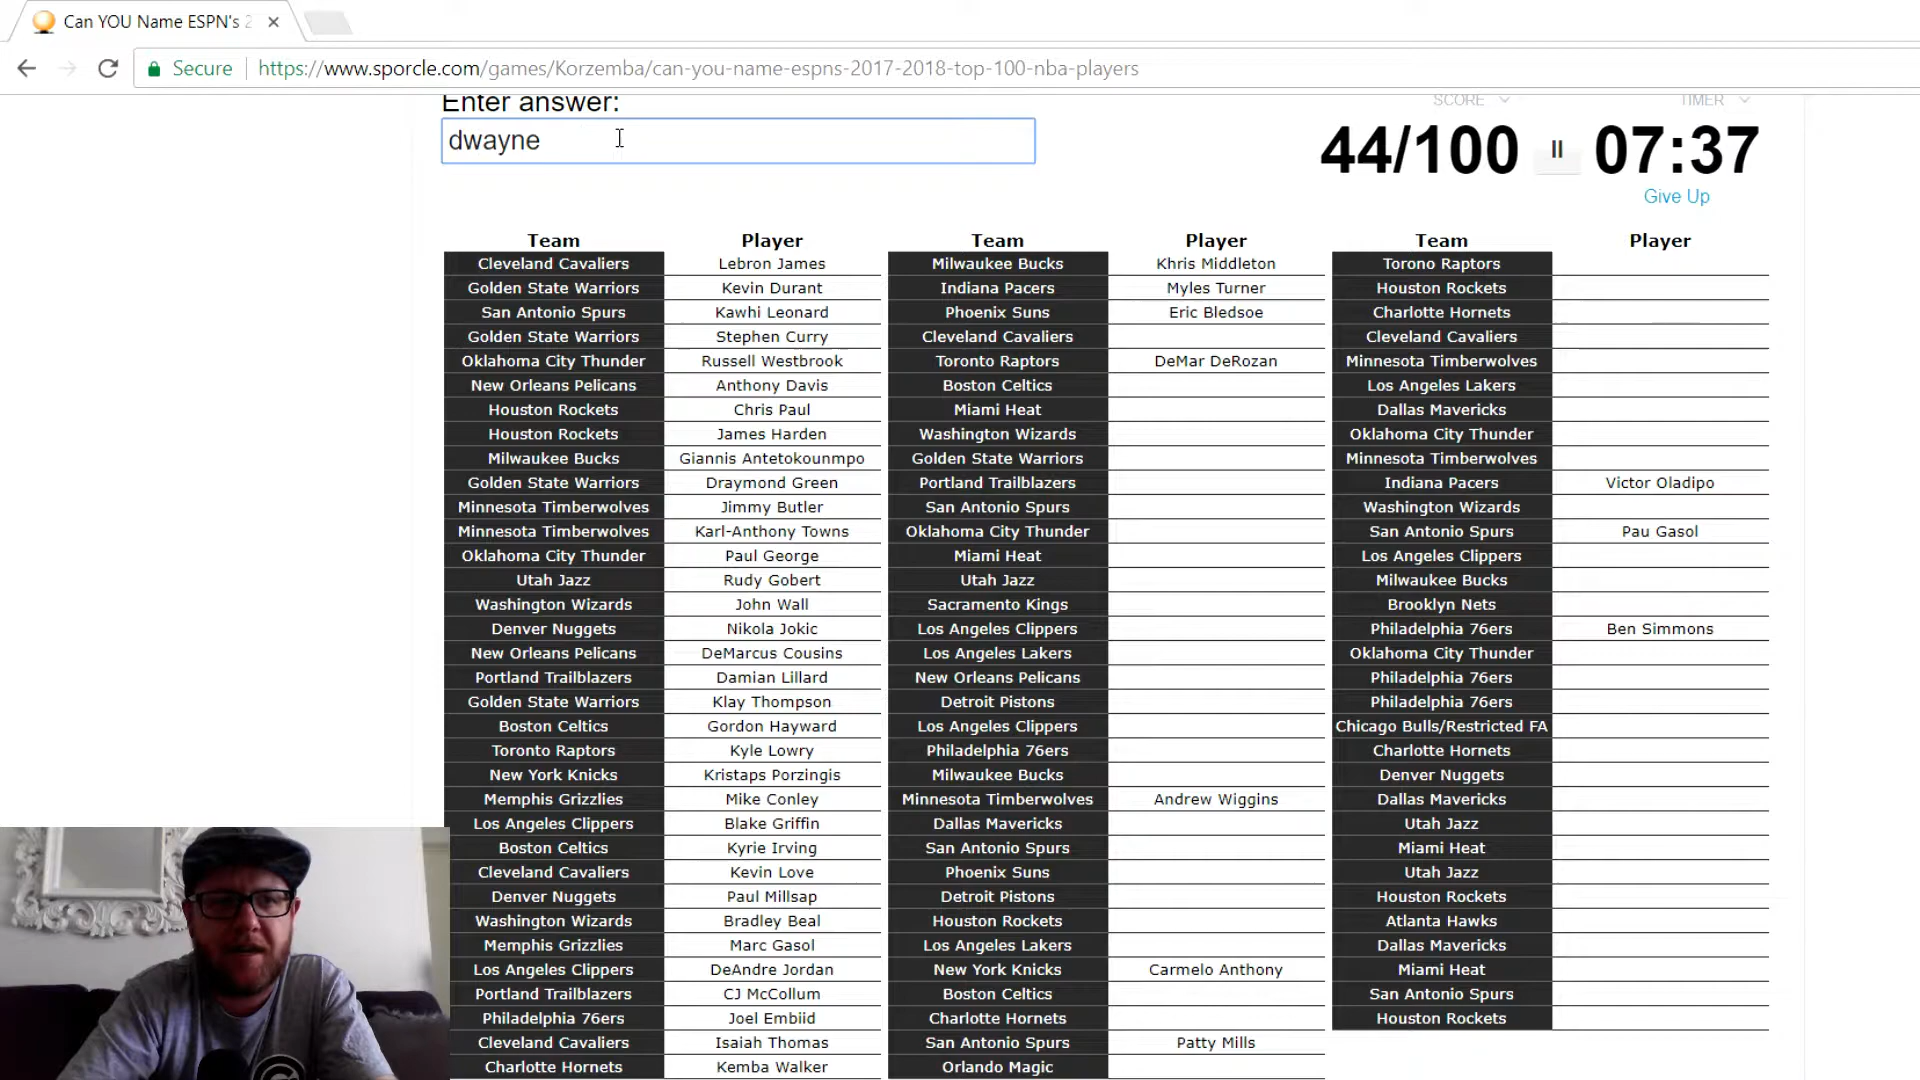 Can YOU Name ESPN's 2
Secure https://www.sporcle.com/games/Korzemba/can-you-name-espns-2017-2018-top-100-nba-players
Enter answer:
dwayne
SCORE
TIMER
44/100
07:37
Give Up
Team Player Team Player Team Player
Cleveland Cavaliers Lebron James Milwaukee Bucks Khris Middleton Torono Raptors
Golden State Warriors Kevin Durant Indiana Pacers Myles Turner Houston Rockets
San Antonio Spurs Kawhi Leonard Phoenix Suns Eric Bledsoe Charlotte Hornets
Golden State Warriors Stephen Curry Cleveland Cavaliers Cleveland Cavaliers
Oklahoma City Thunder Russell Westbrook Toronto Raptors DeMar DeRozan Minnesota Timberwolves
New Orleans Pelicans Anthony Davis Boston Celtics Los Angeles Lakers
Houston Rockets Chris Paul Miami Heat Dallas Mavericks
Houston Rockets James Harden Washington Wizards Oklahoma City Thunder
Milwaukee Bucks Giannis Antetokounmpo Golden State Warriors Minnesota Timberwolves
Golden State Warriors Draymond Green Portland Trailblazers Indiana Pacers Victor Oladipo
Minnesota Timberwolves Jimmy Butler San Antonio Spurs Washington Wizards
Minnesota Timberwolves Karl-Anthony Towns Oklahoma City Thunder San Antonio Spurs Pau Gasol
Oklahoma City Thunder Paul George Miami Heat Los Angeles Clippers
Utah Jazz Rudy Gobert Utah Jazz Milwaukee Bucks
Washington Wizards John Wall Sacramento Kings Brooklyn Nets
Denver Nuggets Nikola Jokic Los Angeles Clippers Philadelphia 76ers Ben Simmons
New Orleans Pelicans DeMarcus Cousins Los Angeles Lakers Oklahoma City Thunder
Portland Trailblazers Damian Lillard New Orleans Pelicans Philadelphia 76ers
Golden State Warriors Klay Thompson Detroit Pistons Philadelphia 76ers
Boston Celtics Gordon Hayward Los Angeles Clippers Chicago Bulls/Restricted FA
Toronto Raptors Kyle Lowry Philadelphia 76ers Charlotte Hornets
New York Knicks Kristaps Porzingis Milwaukee Bucks Denver Nuggets
Memphis Grizzlies Mike Conley Minnesota Timberwolves Andrew Wiggins Dallas Mavericks
Los Angeles Clippers Blake Griffin Dallas Mavericks Utah Jazz
Boston Celtics Kyrie Irving San Antonio Spurs Miami Heat
Cleveland Cavaliers Kevin Love Phoenix Suns Utah Jazz
Denver Nuggets Paul Millsap Detroit Pistons Houston Rockets
Washington Wizards Bradley Beal Houston Rockets Atlanta Hawks
Memphis Grizzlies Marc Gasol Los Angeles Lakers Dallas Mavericks
Los Angeles Clippers DeAndre Jordan New York Knicks Carmelo Anthony Miami Heat
Portland Trailblazers CJ McCollum Boston Celtics San Antonio Spurs
Philadelphia 76ers Joel Embiid Charlotte Hornets Houston Rockets
Cleveland Cavaliers Isaiah Thomas San Antonio Spurs Patty Mills
Charlotte Hornets Kemba Walker Orlando Magic